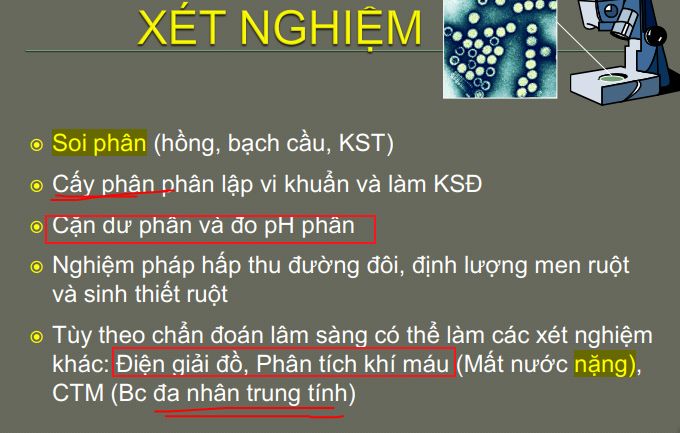 XÉT NGHIỆM
Soi phân (hồng, bạch cầu, KST)
Cấy phân phân lập vi khuẩn và làm KSĐ
Cặn dư phân và đo pH phân
Nghiệm pháp hấp thu đường đôi, định lượng men ruột
và sinh thiết ruột
Tùy theo chẩn đoán lâm sàng có thể làm các xét nghiệm
khác: Điện giải đồ, Phân tích khí máu (Mất nước nặng),
CTM (Bc đa nhân trung tính)